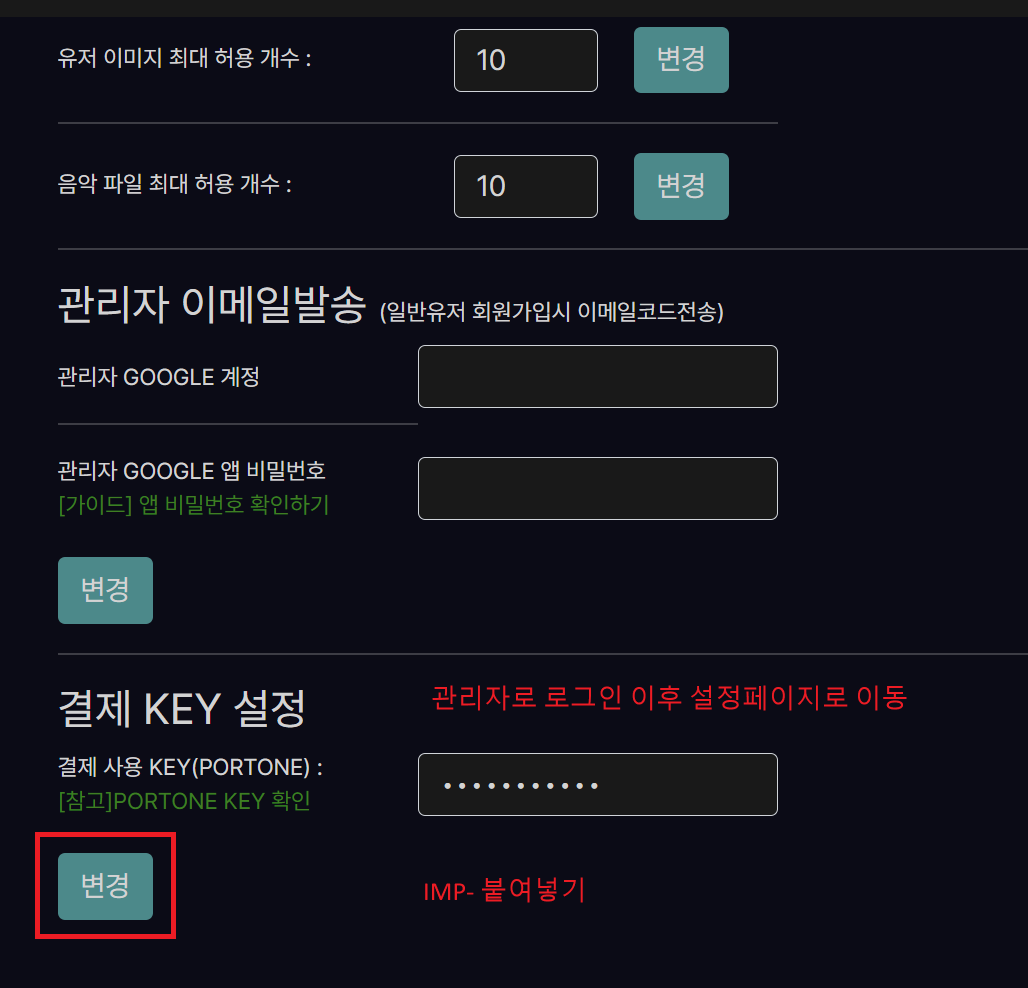 유저 이미지 최대 허용 개수 :
10
변경
음악 파일 최대 허용 개수 :
10
변경
관리자 이메일발송 (일반유저 회원가입시 이메일코드전송)
관리자 GOOGLE 계정
관리자 GOOGLE 앱 비밀번호
[가이드] 앱 비밀번호 확인하기
변경
결제 KEY 설정
관리자로 로그인 이후 설정페이지로 이동
결제 사용 KEY(PORTONE) :
•••••••••••
[참고]PORTONE KEY 확인
변경
IMP- 붙여넣기